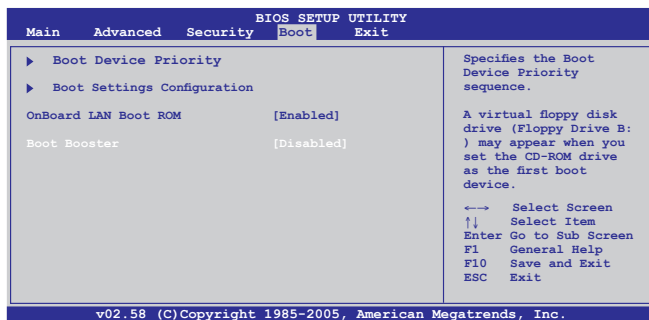 BIOS SETUP UTILITY
Main Advanced Security Boot Exit
Boot Device Priority
Boot Settings Configuration
OnBoard LAN Boot ROM [Enabled]
Boot Booster [Disabled]
Specifies the Boot
Device Priority
sequence.
A virtual floppy disk
drive (Floppy Drive B:
) may appear when you
set the CD-ROM drive
as the first boot
device.
←→ Select Screen
↑↓ Select Item
Enter Go to Sub Screen
F1 General Help
F10 Save and Exit
ESC Exit
v02.58 (C)Copyright 1985-2005, American Megatrends, Inc.